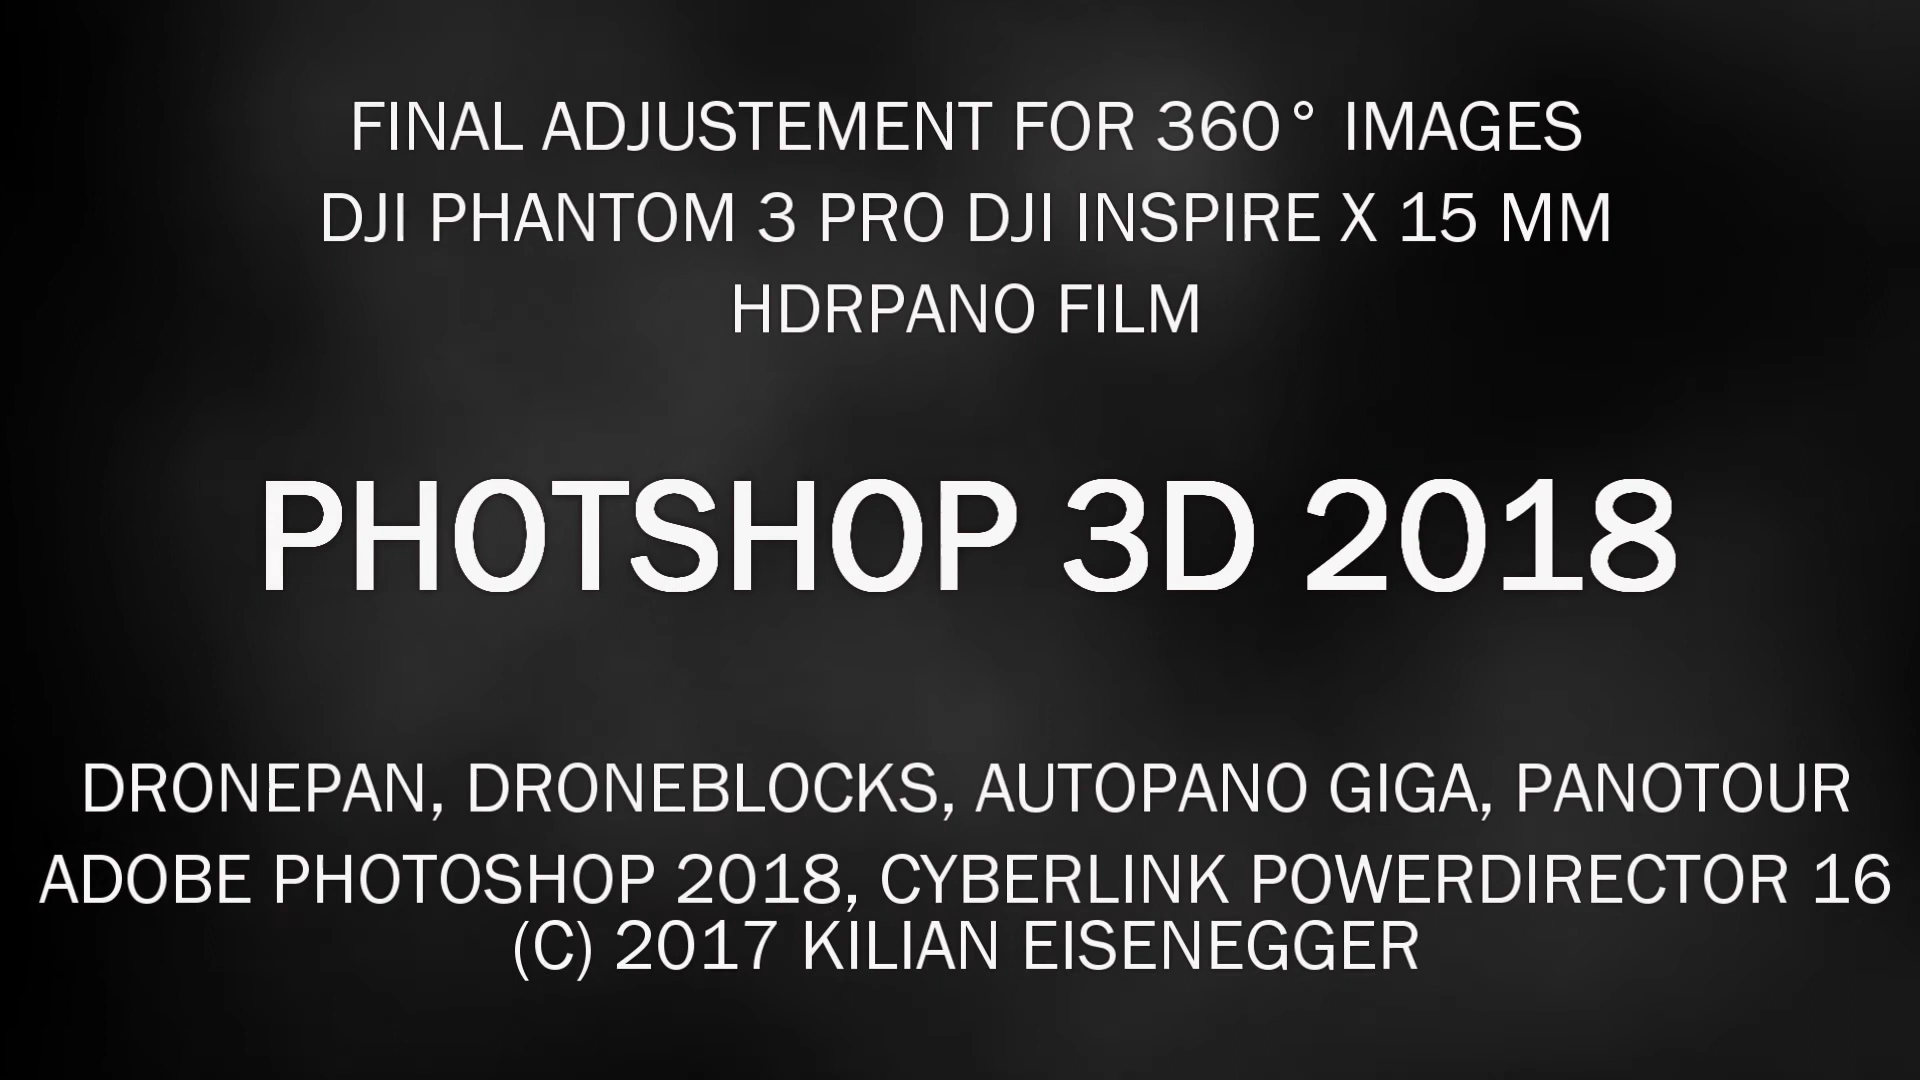 FINAL ADJUSTEMENT FOR 360° IMAGES
DJI PHANTOM 3 PRO DJI INSPIRE X 15 MM
HDRPANO FILM
PHOTSHOP 3D 2018
DRONEPAN, DRONEBLOCKS, AUTOPANO GIGA, PANOTOUR
ADOBE PHOTOSHOP 2018, CYBERLINK POWERDIRECTOR 16
(C) 2017 KILIAN EISENEGGER